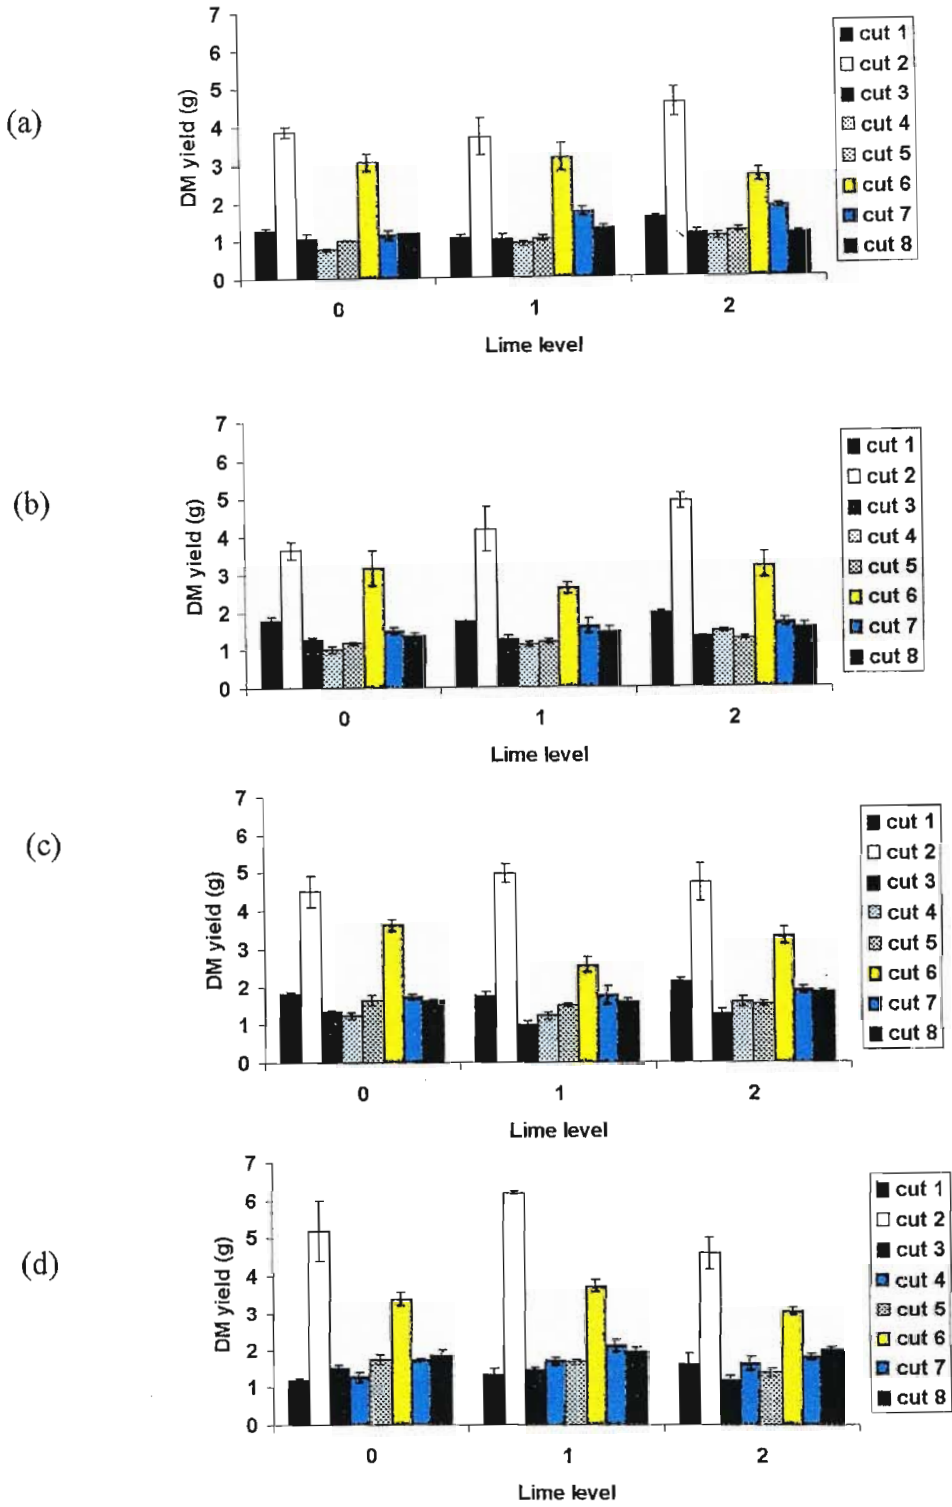 (a)
DM yield (g)
7
6
5
4
3
2
1
0
0 1 2
Lime level
cut 1
cut 2
cut 3
cut 4
cut 5
cut 6
cut 7
cut 8
(b)
DM yield (g)
7
6
5
4
3
2
1
0
0 1 2
Lime level
cut 1
cut 2
cut 3
cut 4
cut 5
cut 6
cut 7
cut 8
(c)
DM yield (g)
7
6
5
4
3
2
1
0
0 1 2
Lime level
cut 1
cut 2
cut 3
cut 4
cut 5
cut 6
cut 7
cut 8
(d)
DM yield (g)
7
6
5
4
3
2
1
0
0 1 2
Lime level
cut 1
cut 2
cut 3
cut 4
cut 5
cut 6
cut 7
cut 8